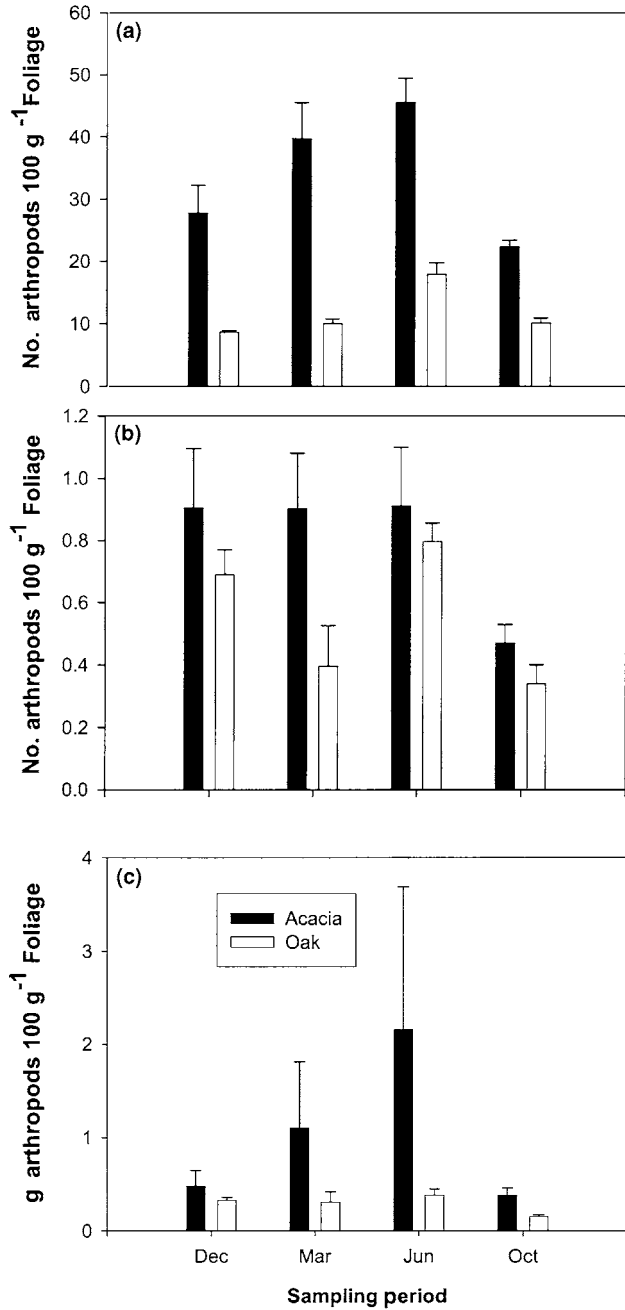 (a)
60
50
40
30
20
10
0
No. arthropods 100 g⁻¹ Foliage
(b)
1.2
1.0
0.8
0.6
0.4
0.2
0.0
No. arthropods 100 g⁻¹ Foliage
(c)
4
3
2
1
0
g arthropods 100 g⁻¹ Foliage
Acacia
Oak
Dec Mar Jun Oct
Sampling period